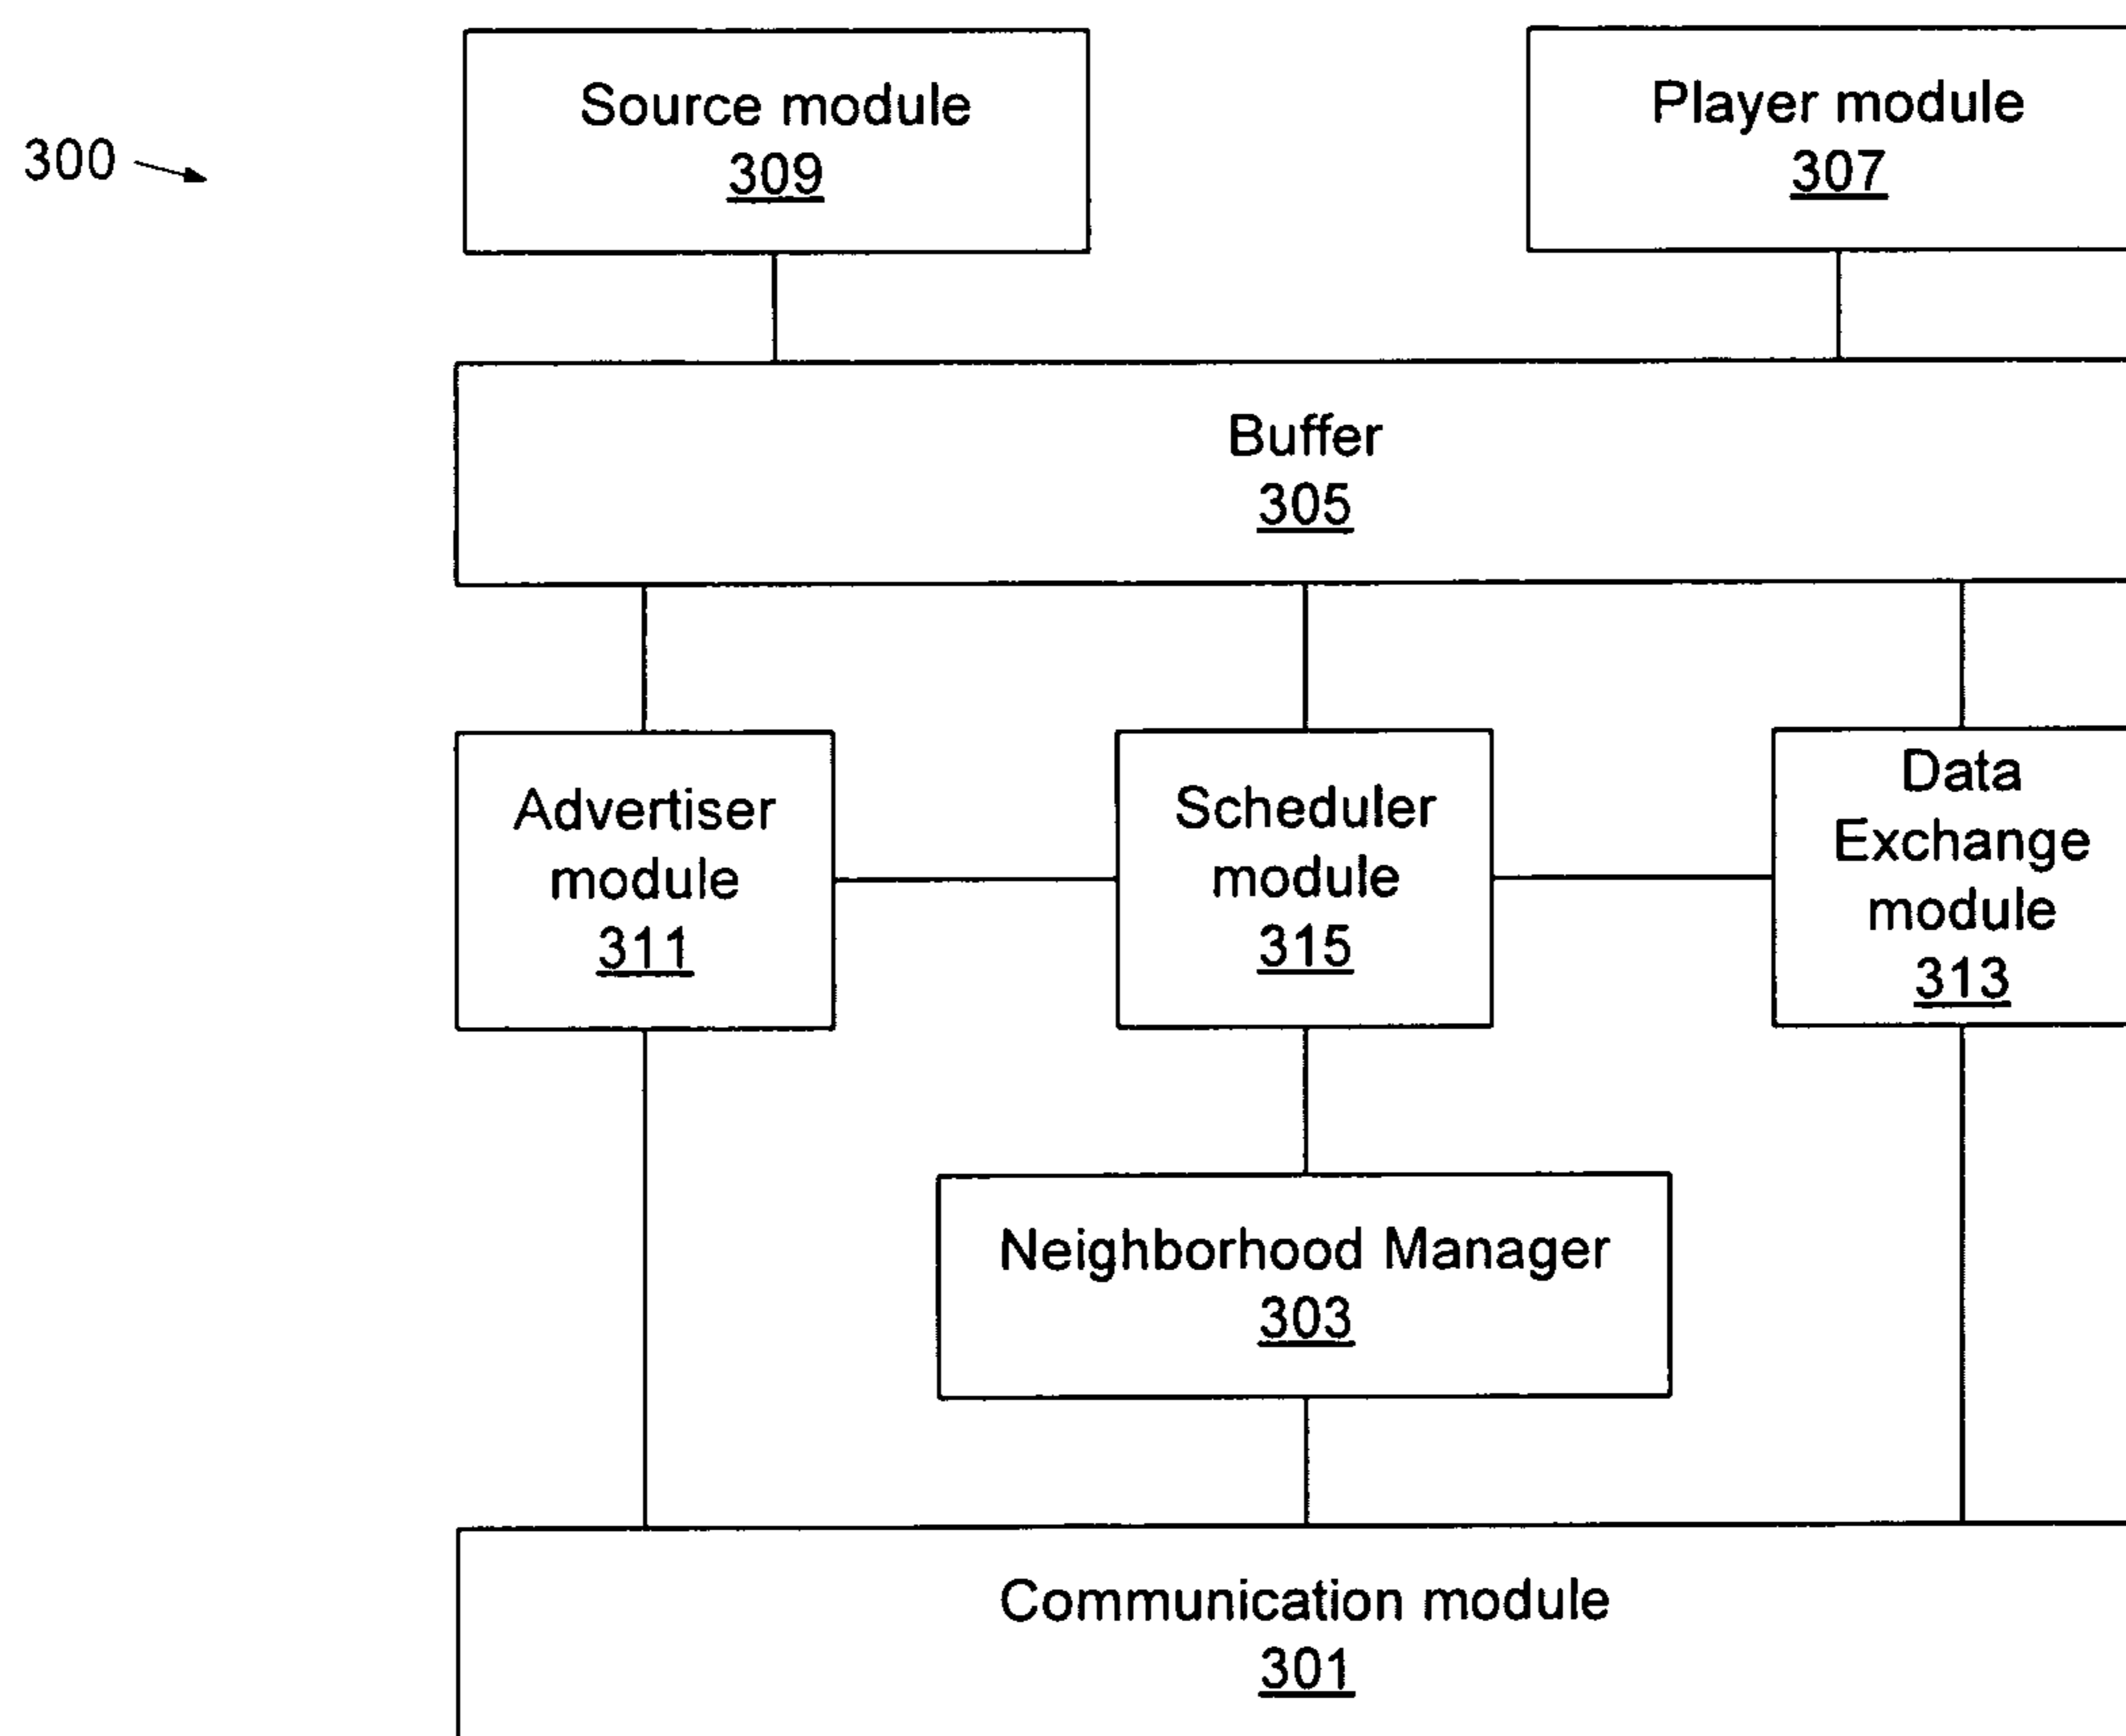 300
Source module
309
Player module
307
Buffer
305
Advertiser
module
311
Scheduler
module
315
Data
Exchange
module
313
Neighborhood Manager
303
Communication module
301